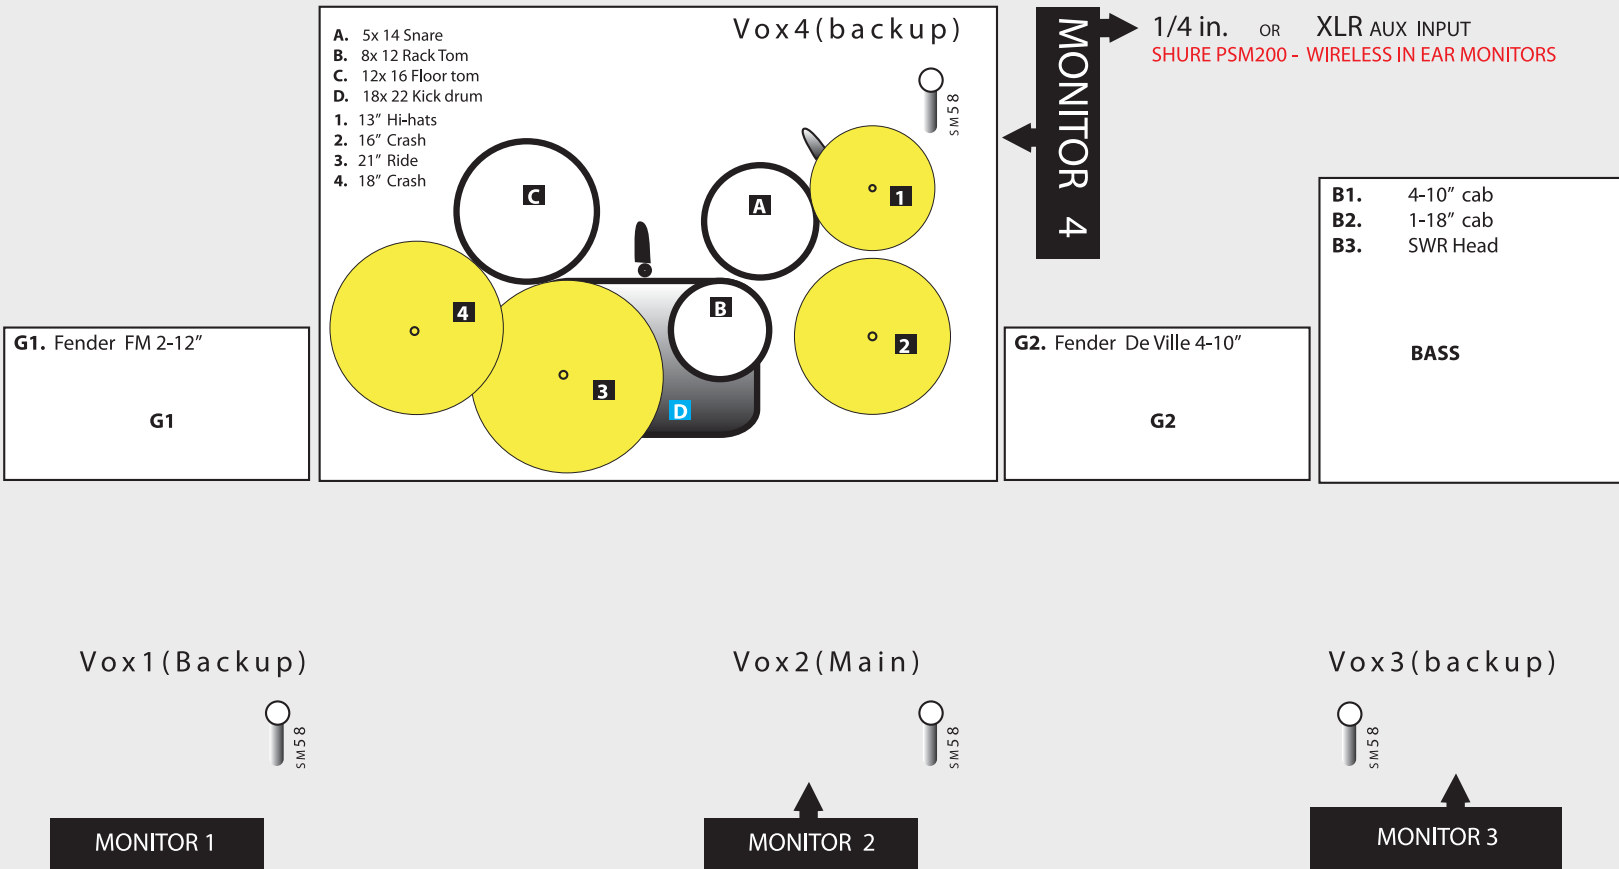 A. 5x 14 Snare
B. 8x 12 Rack Tom
C. 12x 16 Floor tom
D. 18x 22 Kick drum
1. 13” Hi-hats
2. 16” Crash
3. 21” Ride
4. 18” Crash
Vox4(backup)
SM58
C
A
1
B
2
4
3
D
MONITOR 4
1/4 in. OR XLR AUX INPUT
SHURE PSM200 - WIRELESS IN EAR MONITORS
B1. 4-10” cab
B2. 1-18” cab
B3. SWR Head
BASS
G1. Fender FM 2-12”
G1
G2. Fender De Ville 4-10”
G2
Vox1(Backup)
SM58
MONITOR 1
Vox2(Main)
SM58
MONITOR 2
Vox3(backup)
SM58
MONITOR 3